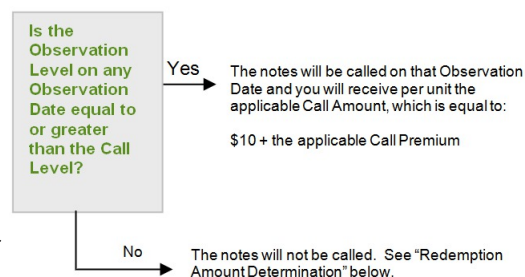 Is the
Observation
Level on any
Observation
Date equal to
or greater
than the Call
Level?
Yes
The notes will be called on that Observation
Date and you will receive per unit the
applicable Call Amount, which is equal to:
$10 + the applicable Call Premium
No
The notes will not be called. See “Redemption
Amount Determination” below.